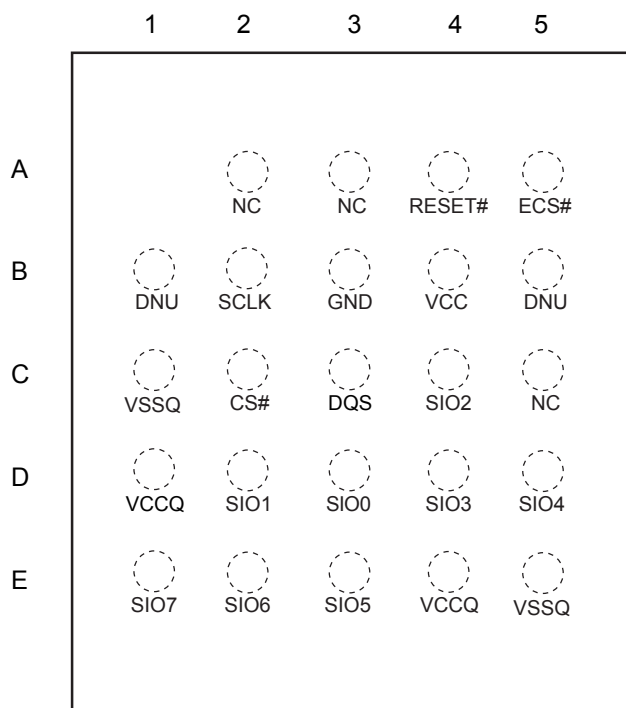 1 2 3 4 5
A
NC NC RESET# ECS#
B
DNU SCLK GND VCC DNU
C
VSSQ CS# DQS SIO2 NC
D
VCCQ SIO1 SIO0 SIO3 SIO4
E
SIO7 SIO6 SIO5 VCCQ VSSQ